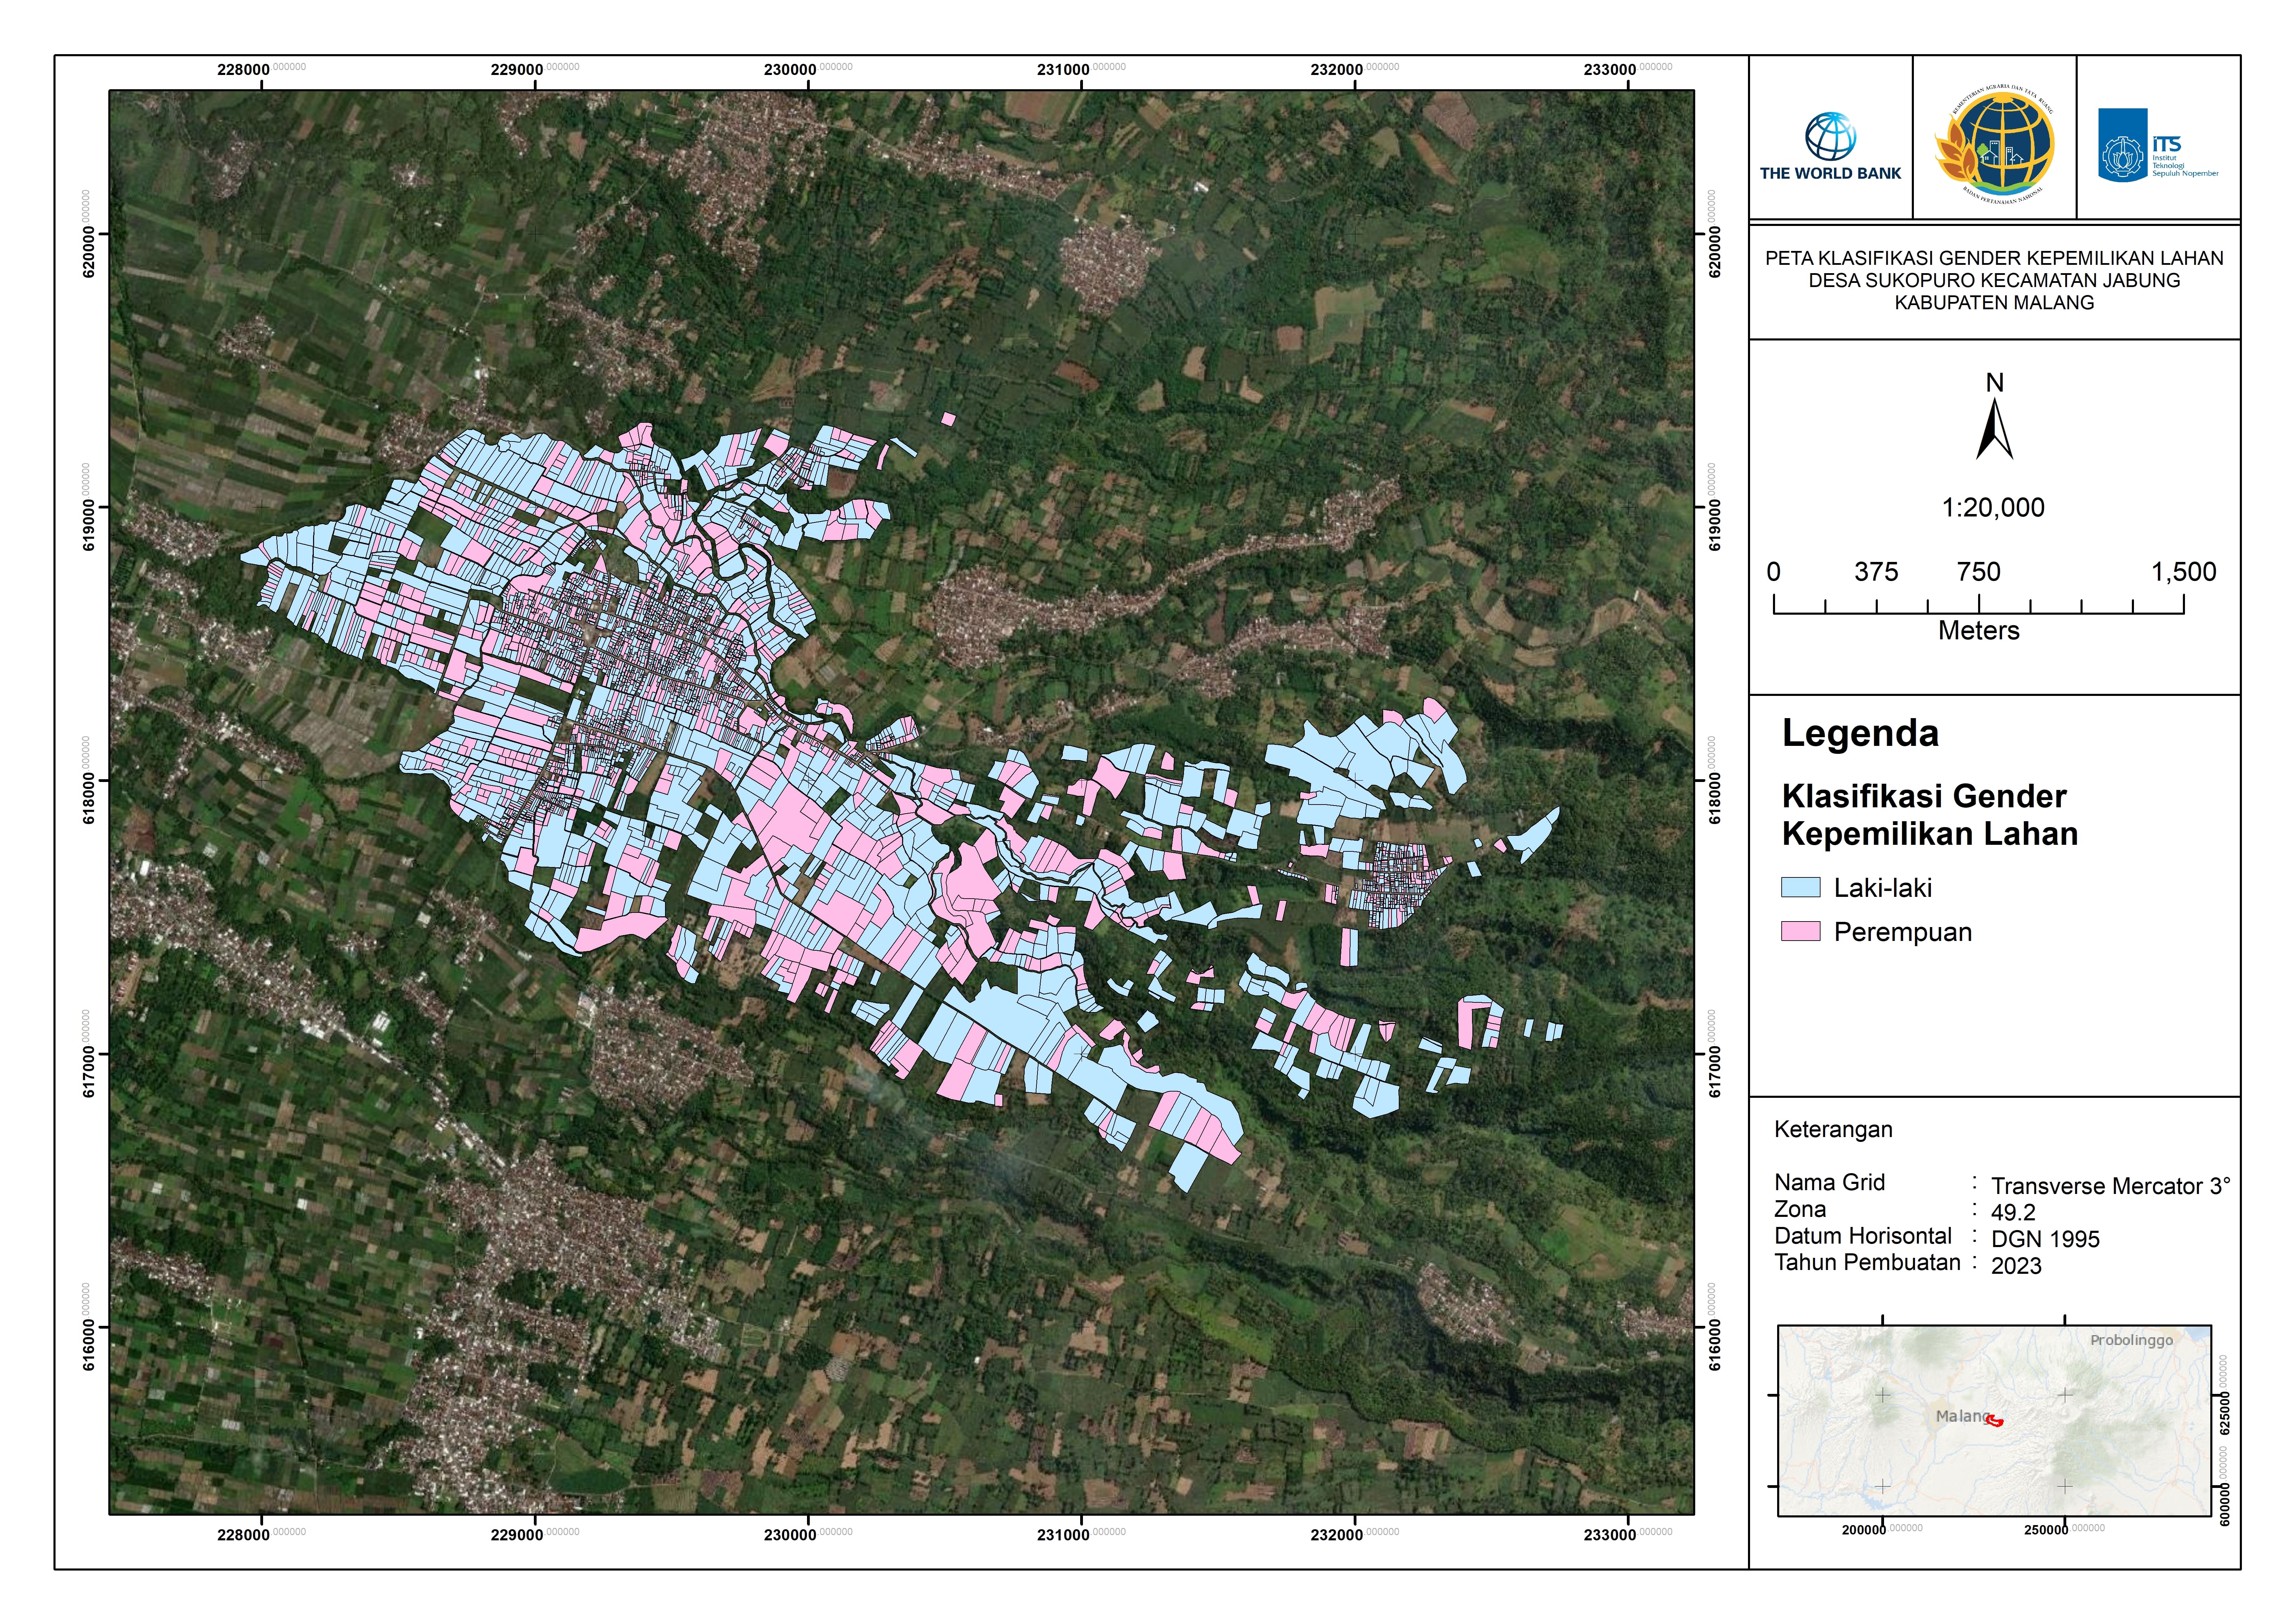 228000.000000 229000.000000 230000.000000 231000.000000 232000.000000 233000.000000
620000.000000
619000.000000
618000.000000
617000.000000
616000.000000
620000.000000
619000.000000
618000.000000
617000.000000
616000.000000
228000.000000 229000.000000 230000.000000 231000.000000 232000.000000 233000.000000
THE WORLD BANK
KEMENTERIAN AGRARIA DAN TATA RUANG
BADAN PERTANAHAN NASIONAL
ITS
Institut
Teknologi
Sepuluh Nopember
PETA KLASIFIKASI GENDER KEPEMILIKAN LAHAN
DESA SUKOPURO KECAMATAN JABUNG
KABUPATEN MALANG
N
1:20,000
0 375 750 1,500
Meters
Legenda
Klasifikasi Gender
Kepemilikan Lahan
Laki-laki
Perempuan
Keterangan
Nama Grid : Transverse Mercator 3°
Zona : 49.2
Datum Horisontal : DGN 1995
Tahun Pembuatan : 2023
Probolinggo
Malang
625000.000000
600000.000000
200000.000000 250000.000000